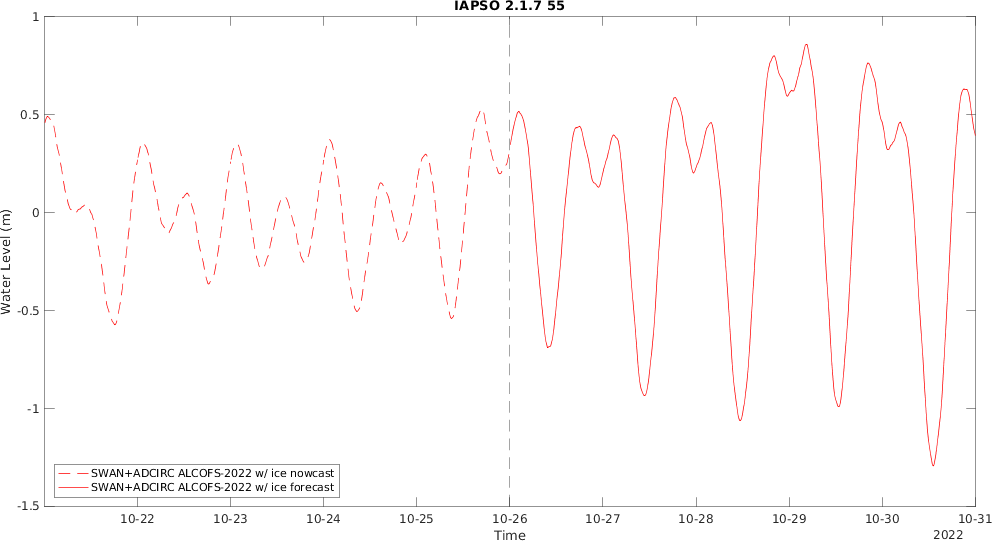 IAPSO 2.1.7 55
1
0.5
0
-0.5
-1
-1.5
Water Level (m)
SWAN+ADCIRC ALCOFS-2022 w/ ice nowcast
SWAN+ADCIRC ALCOFS-2022 w/ ice forecast
10-22 10-23 10-24 10-25 10-26 10-27 10-28 10-29 10-30 10-31
Time
2022